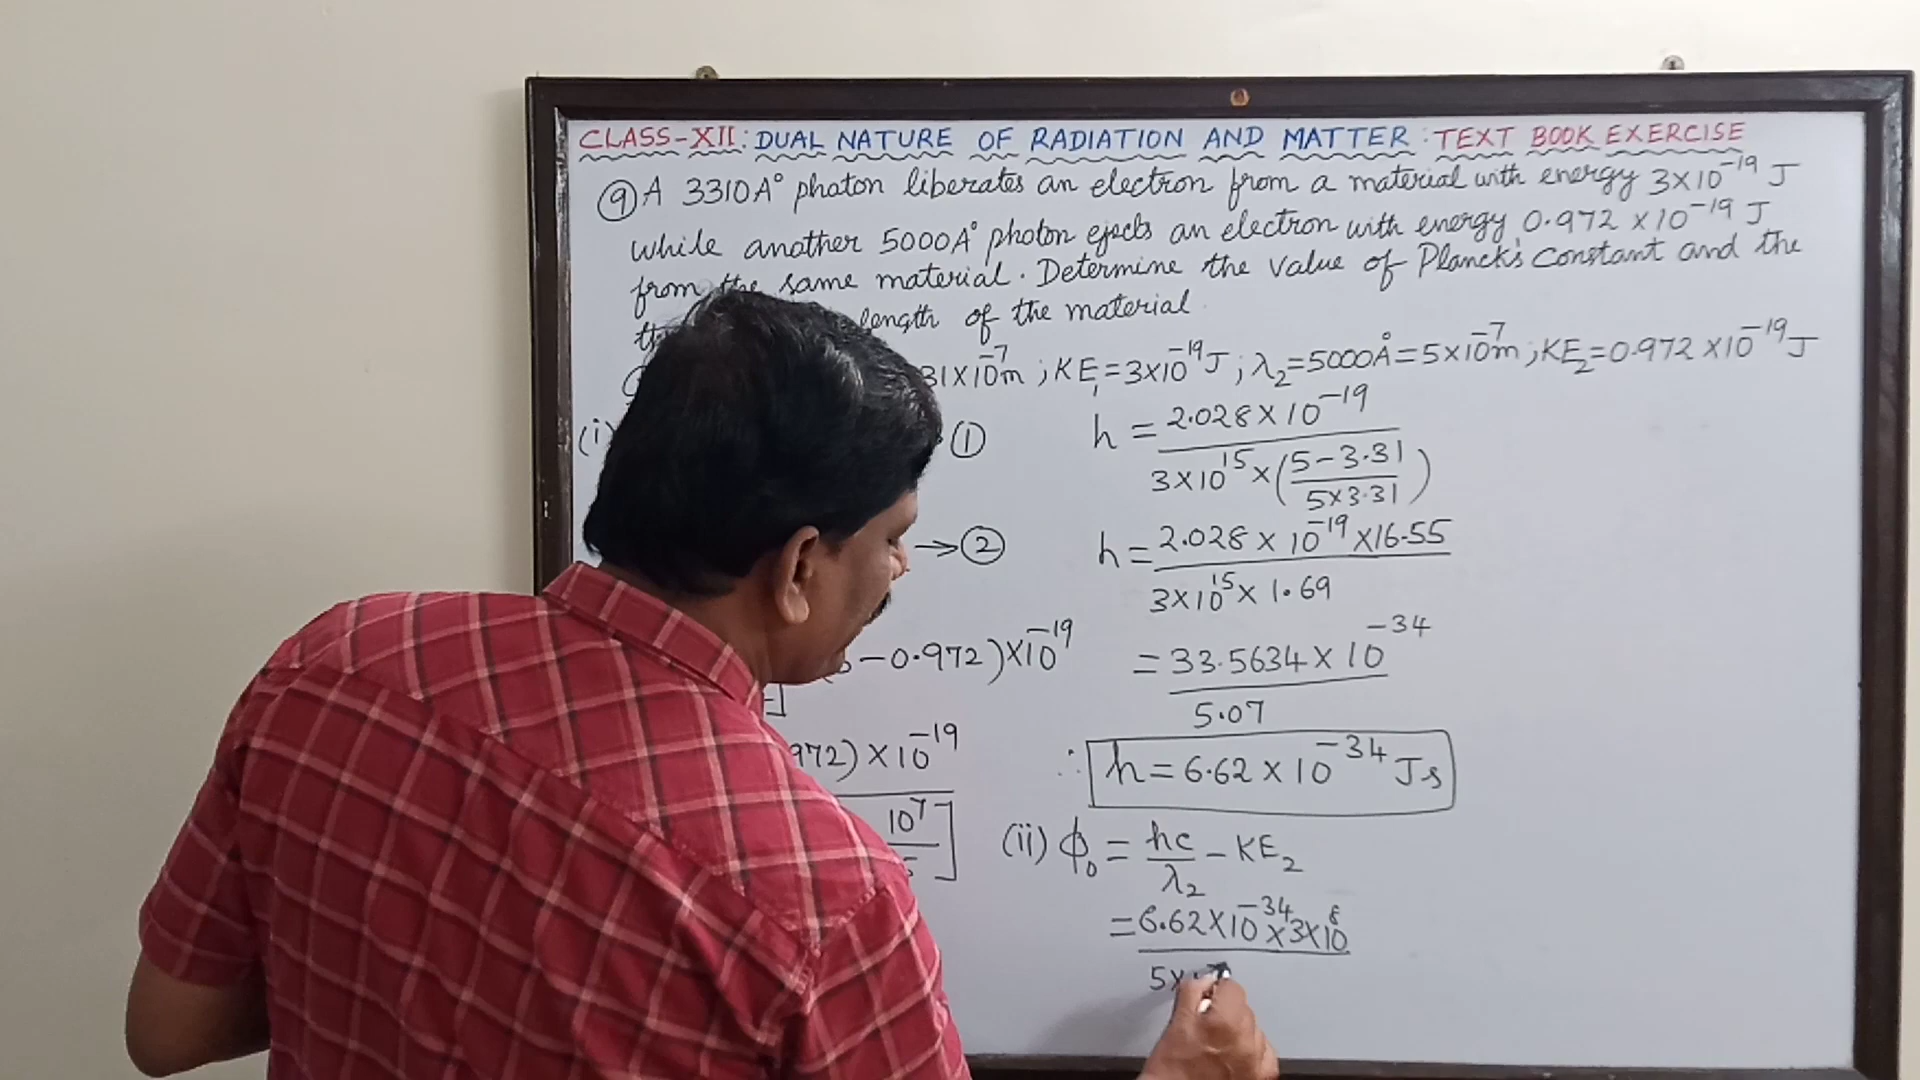 CLASS-XII: DUAL NATURE OF RADIATION AND MATTER: TEXT BOOK EXERCISE
⑨ A 3310A° photon liberates an electron from a material with energy 3×10⁻¹⁹ J
while another 5000A° photon ejects an electron with energy 0.972 ×10⁻¹⁹ J
from the same material. Determine the value of Planck's Constant and the
length of the material.
31×10⁻⁷m ; KE₁=3×10⁻¹⁹J ; λ₂=5000Å=5×10⁻⁷m ; KE₂=0.972 ×10⁻¹⁹J
(i)
①
→②
−0.972)×10⁻¹⁹
972) × 10⁻¹⁹
10⁷
h = 2.028×10⁻¹⁹
3×10¹⁵×(5−3.31
5×3.31)
h = 2.028 × 10⁻¹⁹ ×16.55
3×10¹⁵× 1.69
= 33.5634× 10⁻³⁴
5.07
∴ h = 6.62 × 10⁻³⁴ Js
(ii) ϕ₀ = hc − KE₂
λ₂
= 6.62×10⁻³⁴×3×10⁸
5×